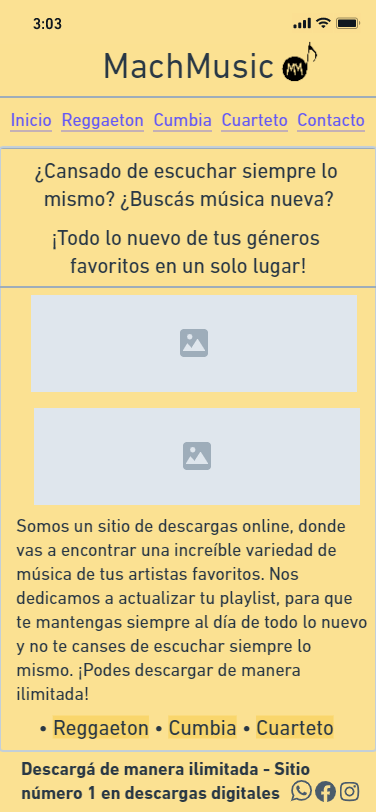 3:03
MachMusic MM
Inicio Reggaeton Cumbia Cuarteto Contacto
¿Cansado de escuchar siempre lo
mismo? ¿Buscás música nueva?
¡Todo lo nuevo de tus géneros
favoritos en un solo lugar!
Somos un sitio de descargas online, donde
vas a encontrar una increíble variedad de
música de tus artistas favoritos. Nos
dedicamos a actualizar tu playlist, para que
te mantengas siempre al día de todo lo nuevo
y no te canses de escuchar siempre lo
mismo. ¡Podes descargar de manera
ilimitada!
• Reggaeton • Cumbia • Cuarteto
Descargá de manera ilimitada - Sitio
número 1 en descargas digitales